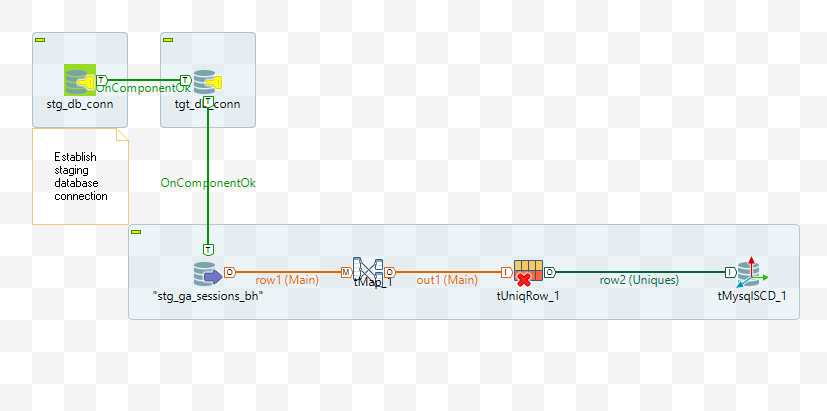 OnComponentOk
stg_db_conn
tgt_db_conn
Establish
staging
database
connection
OnComponentOk
row1 (Main)
out1 (Main)
row2 (Uniques)
"stg_ga_sessions_bh"
tMap_1
tUniqRow_1
tMysqlSCD_1
T
T
T
T
O
M
O
I
O
I